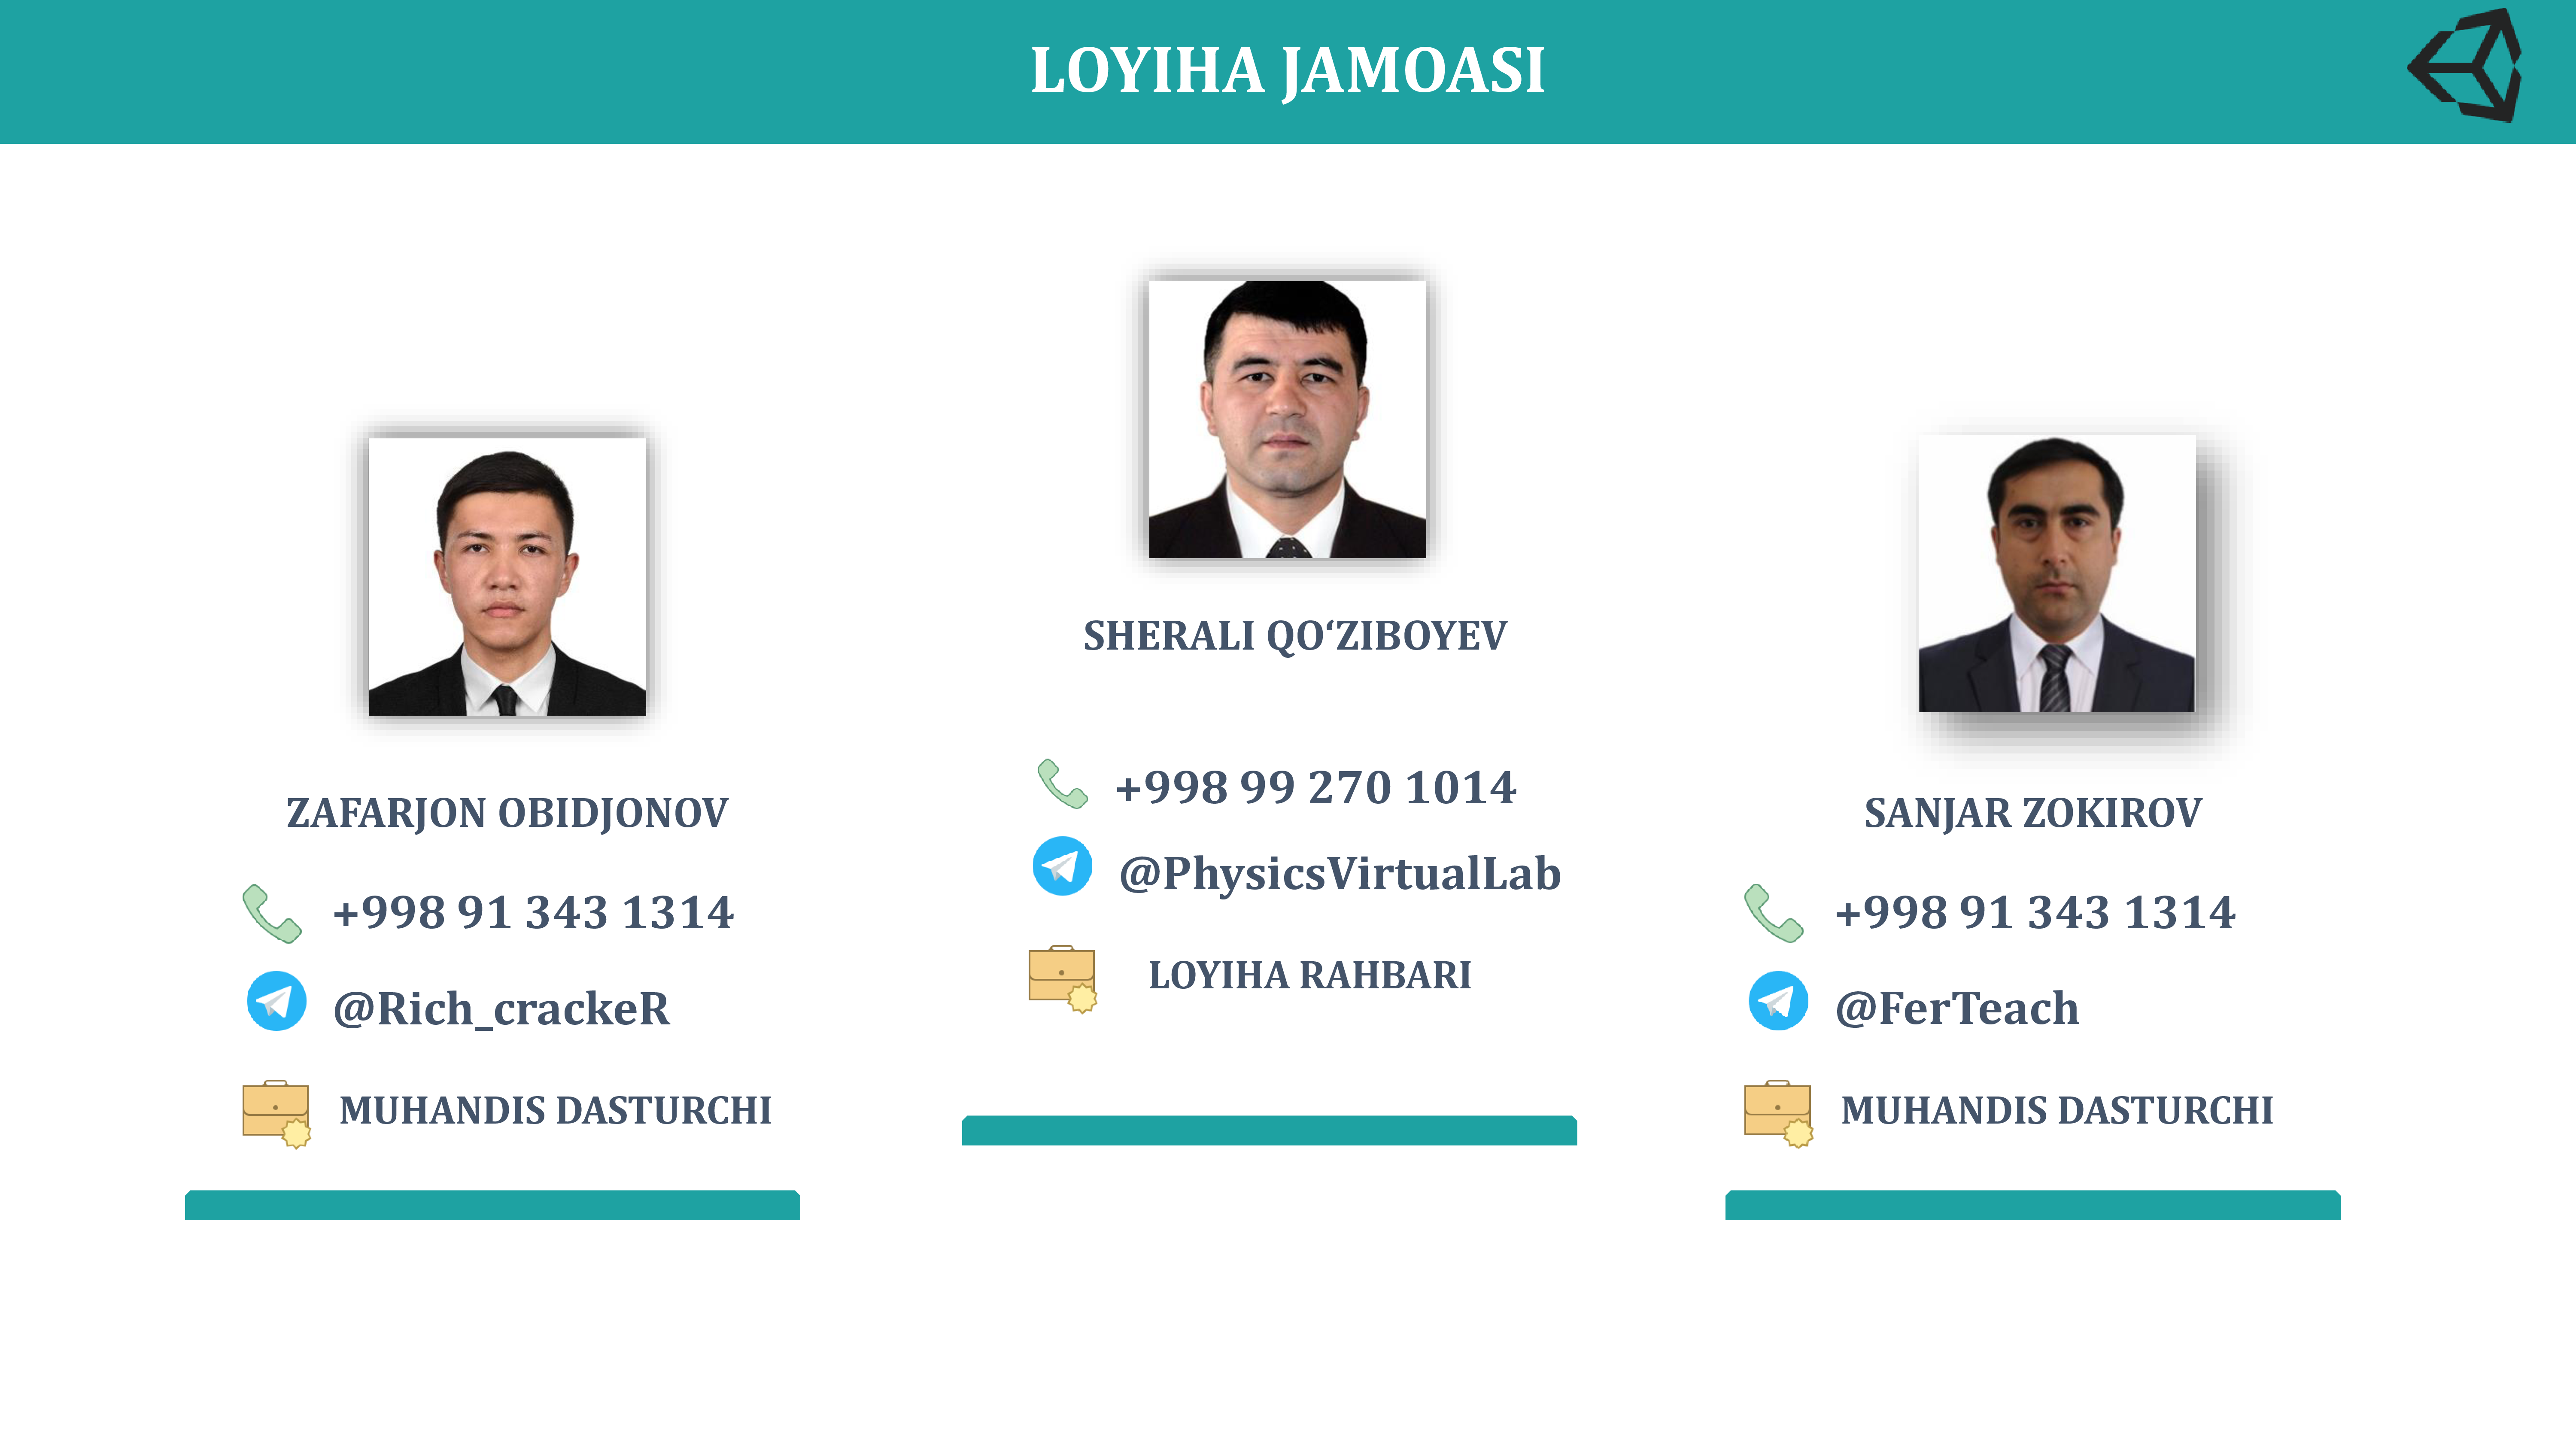 LOYIHA JAMOASI
ZAFARJON OBIDJONOV
+998 91 343 1314
@Rich_crackeR
MUHANDIS DASTURCHI
SHERALI QO‘ZIBOYEV
+998 99 270 1014
@PhysicsVirtualLab
LOYIHA RAHBARI
SANJAR ZOKIROV
+998 91 343 1314
@FerTeach
MUHANDIS DASTURCHI